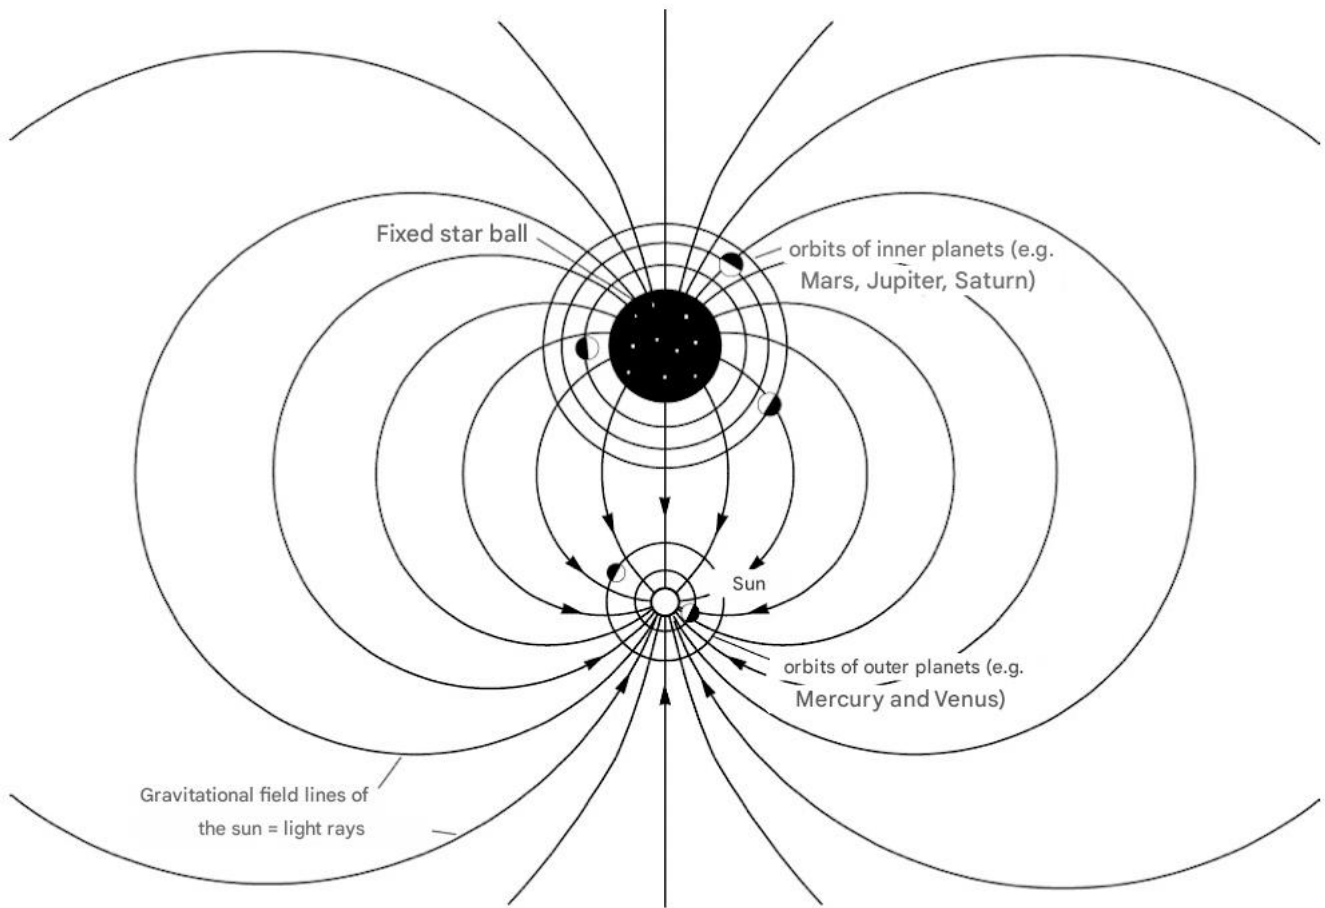 Fixed star ball
orbits of inner planets (e.g.
Mars, Jupiter, Saturn)
Sun
orbits of outer planets (e.g.
Mercury and Venus)
Gravitational field lines of
the sun = light rays